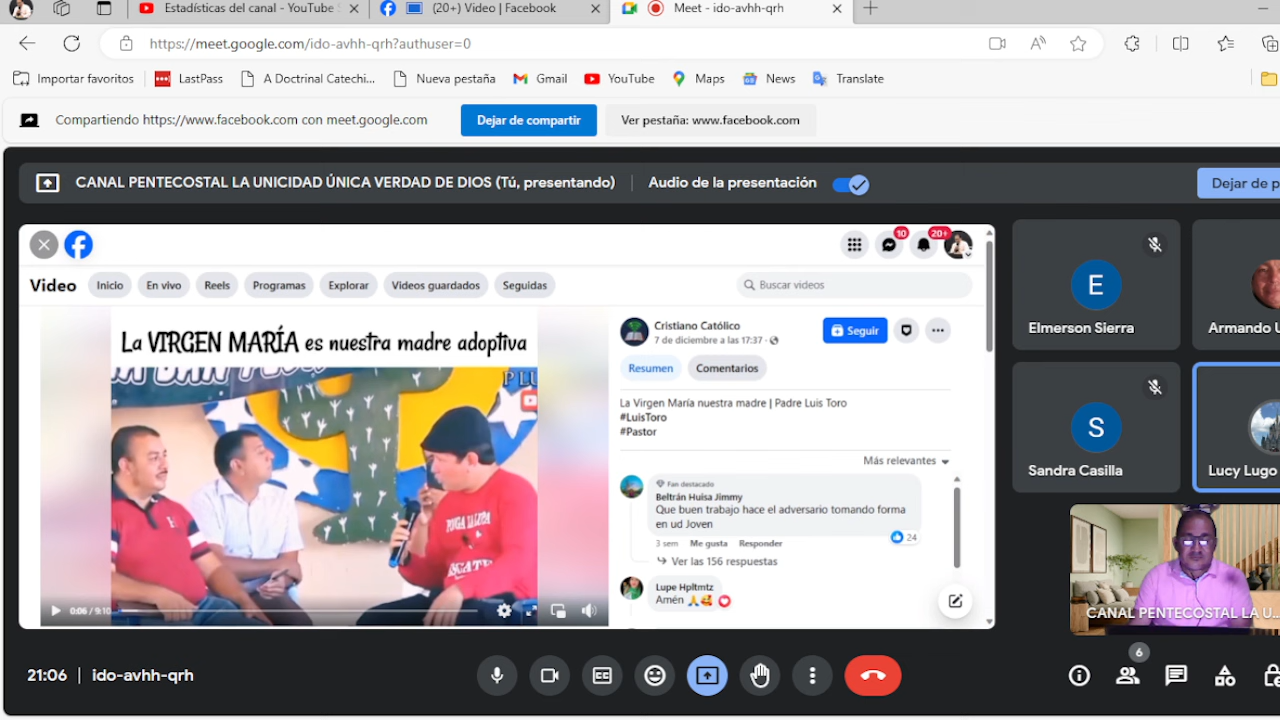 Estadísticas del canal - YouTube S
(20+) Video | Facebook
Meet - ido-avhh-qrh
https://meet.google.com/ido-avhh-qrh?authuser=0
Importar favoritos
LastPass
A Doctrinal Catechi...
Nueva pestaña
Gmail
YouTube
Maps
News
Translate
Compartiendo https://www.facebook.com con meet.google.com
Dejar de compartir
Ver pestaña: www.facebook.com
CANAL PENTECOSTAL LA UNICIDAD ÚNICA VERDAD DE DIOS (Tú, presentando)
Audio de la presentación
Dejar de p
10
20+
Video
Inicio
En vivo
Reels
Programas
Explorar
Videos guardados
Seguidas
Buscar videos
La VIRGEN MARÍA es nuestra madre adoptiva
0:06 / 9:10
Cristiano Católico
7 de diciembre a las 17:37 ·
Seguir
Resumen
Comentarios
La Virgen María nuestra madre | Padre Luis Toro
#LuisToro
#Pastor
Más relevantes
Fan destacado
Beltrán Huisa Jimmy
Que buen trabajo hace el adversario tomando forma
en ud Joven
24
3 sem Me gusta Responder
Ver las 156 respuestas
Lupe Hpltmtz
Amén
E
Elmerson Sierra
Armando U
S
Sandra Casilla
Lucy Lugo
CANAL PENTECOSTAL LA U...
21:06 | ido-avhh-qrh
CC
6